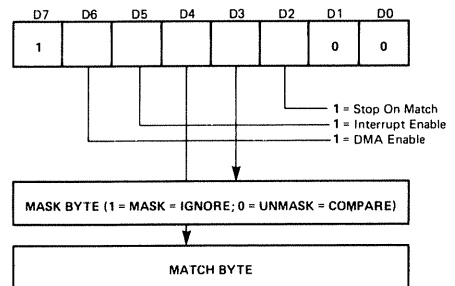 D7 D6 D5 D4 D3 D2 D1 D0
1 0 0
1 = Stop On Match
1 = Interrupt Enable
1 = DMA Enable
MASK BYTE (1 = MASK = IGNORE; 0 = UNMASK = COMPARE)
MATCH BYTE